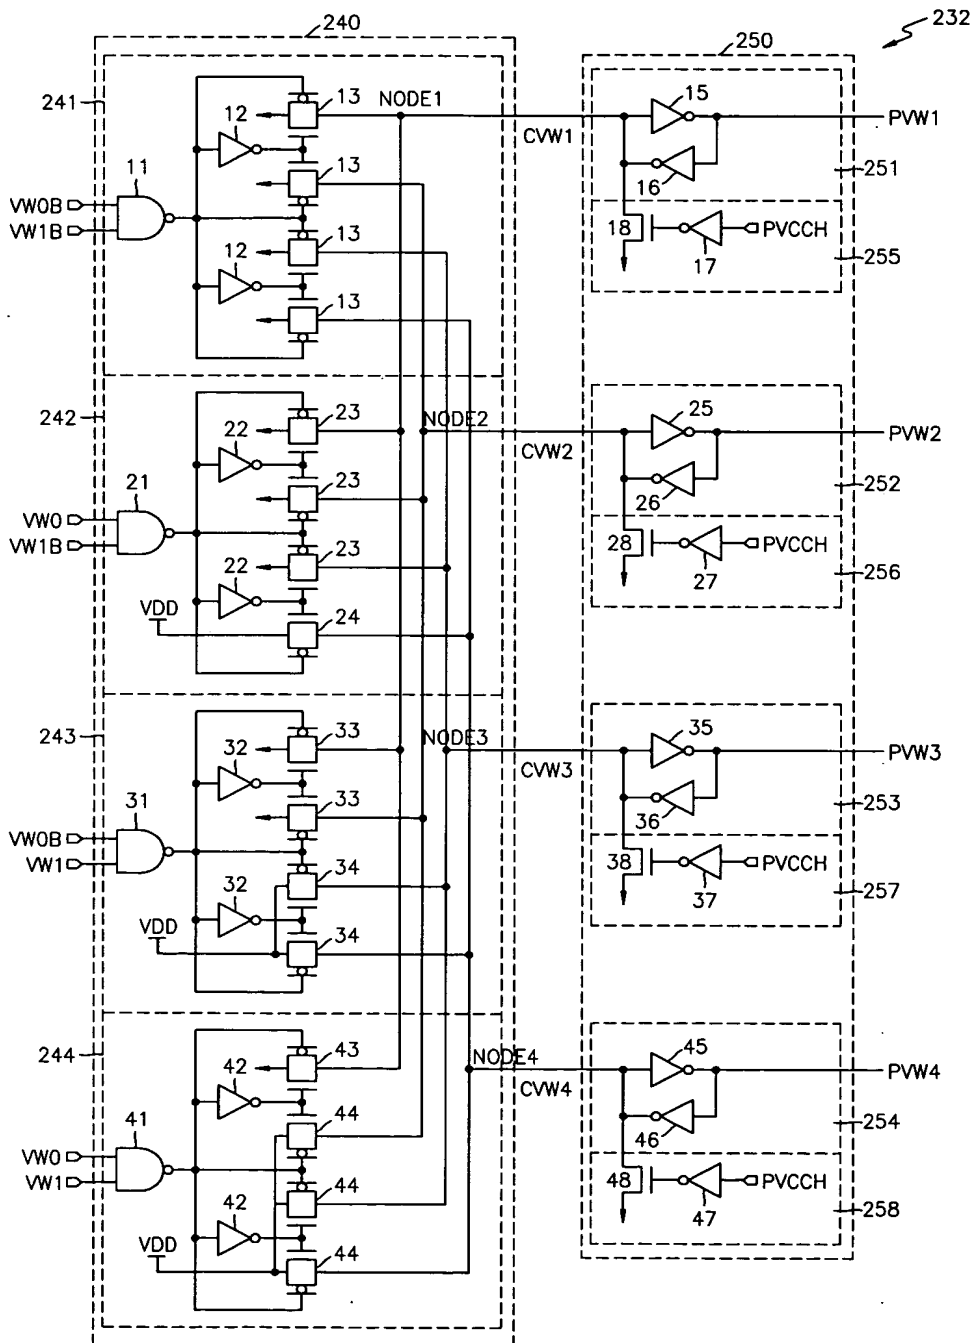 232
240
250
241
13
NODE1
12
11
VW0B
VW1B
13
13
12
13
CVW1
15
PVW1
16
251
18
17
PVCCH
255
242
23
NODE2
22
21
VW0
VW1B
23
23
22
VDD
24
CVW2
25
PVW2
26
252
28
27
PVCCH
256
243
33
NODE3
32
31
VW0B
VW1
33
34
32
VDD
34
CVW3
35
PVW3
36
253
38
37
PVCCH
257
244
43
NODE4
42
41
VW0
VW1
44
44
42
VDD
44
CVW4
45
PVW4
46
254
48
47
PVCCH
258